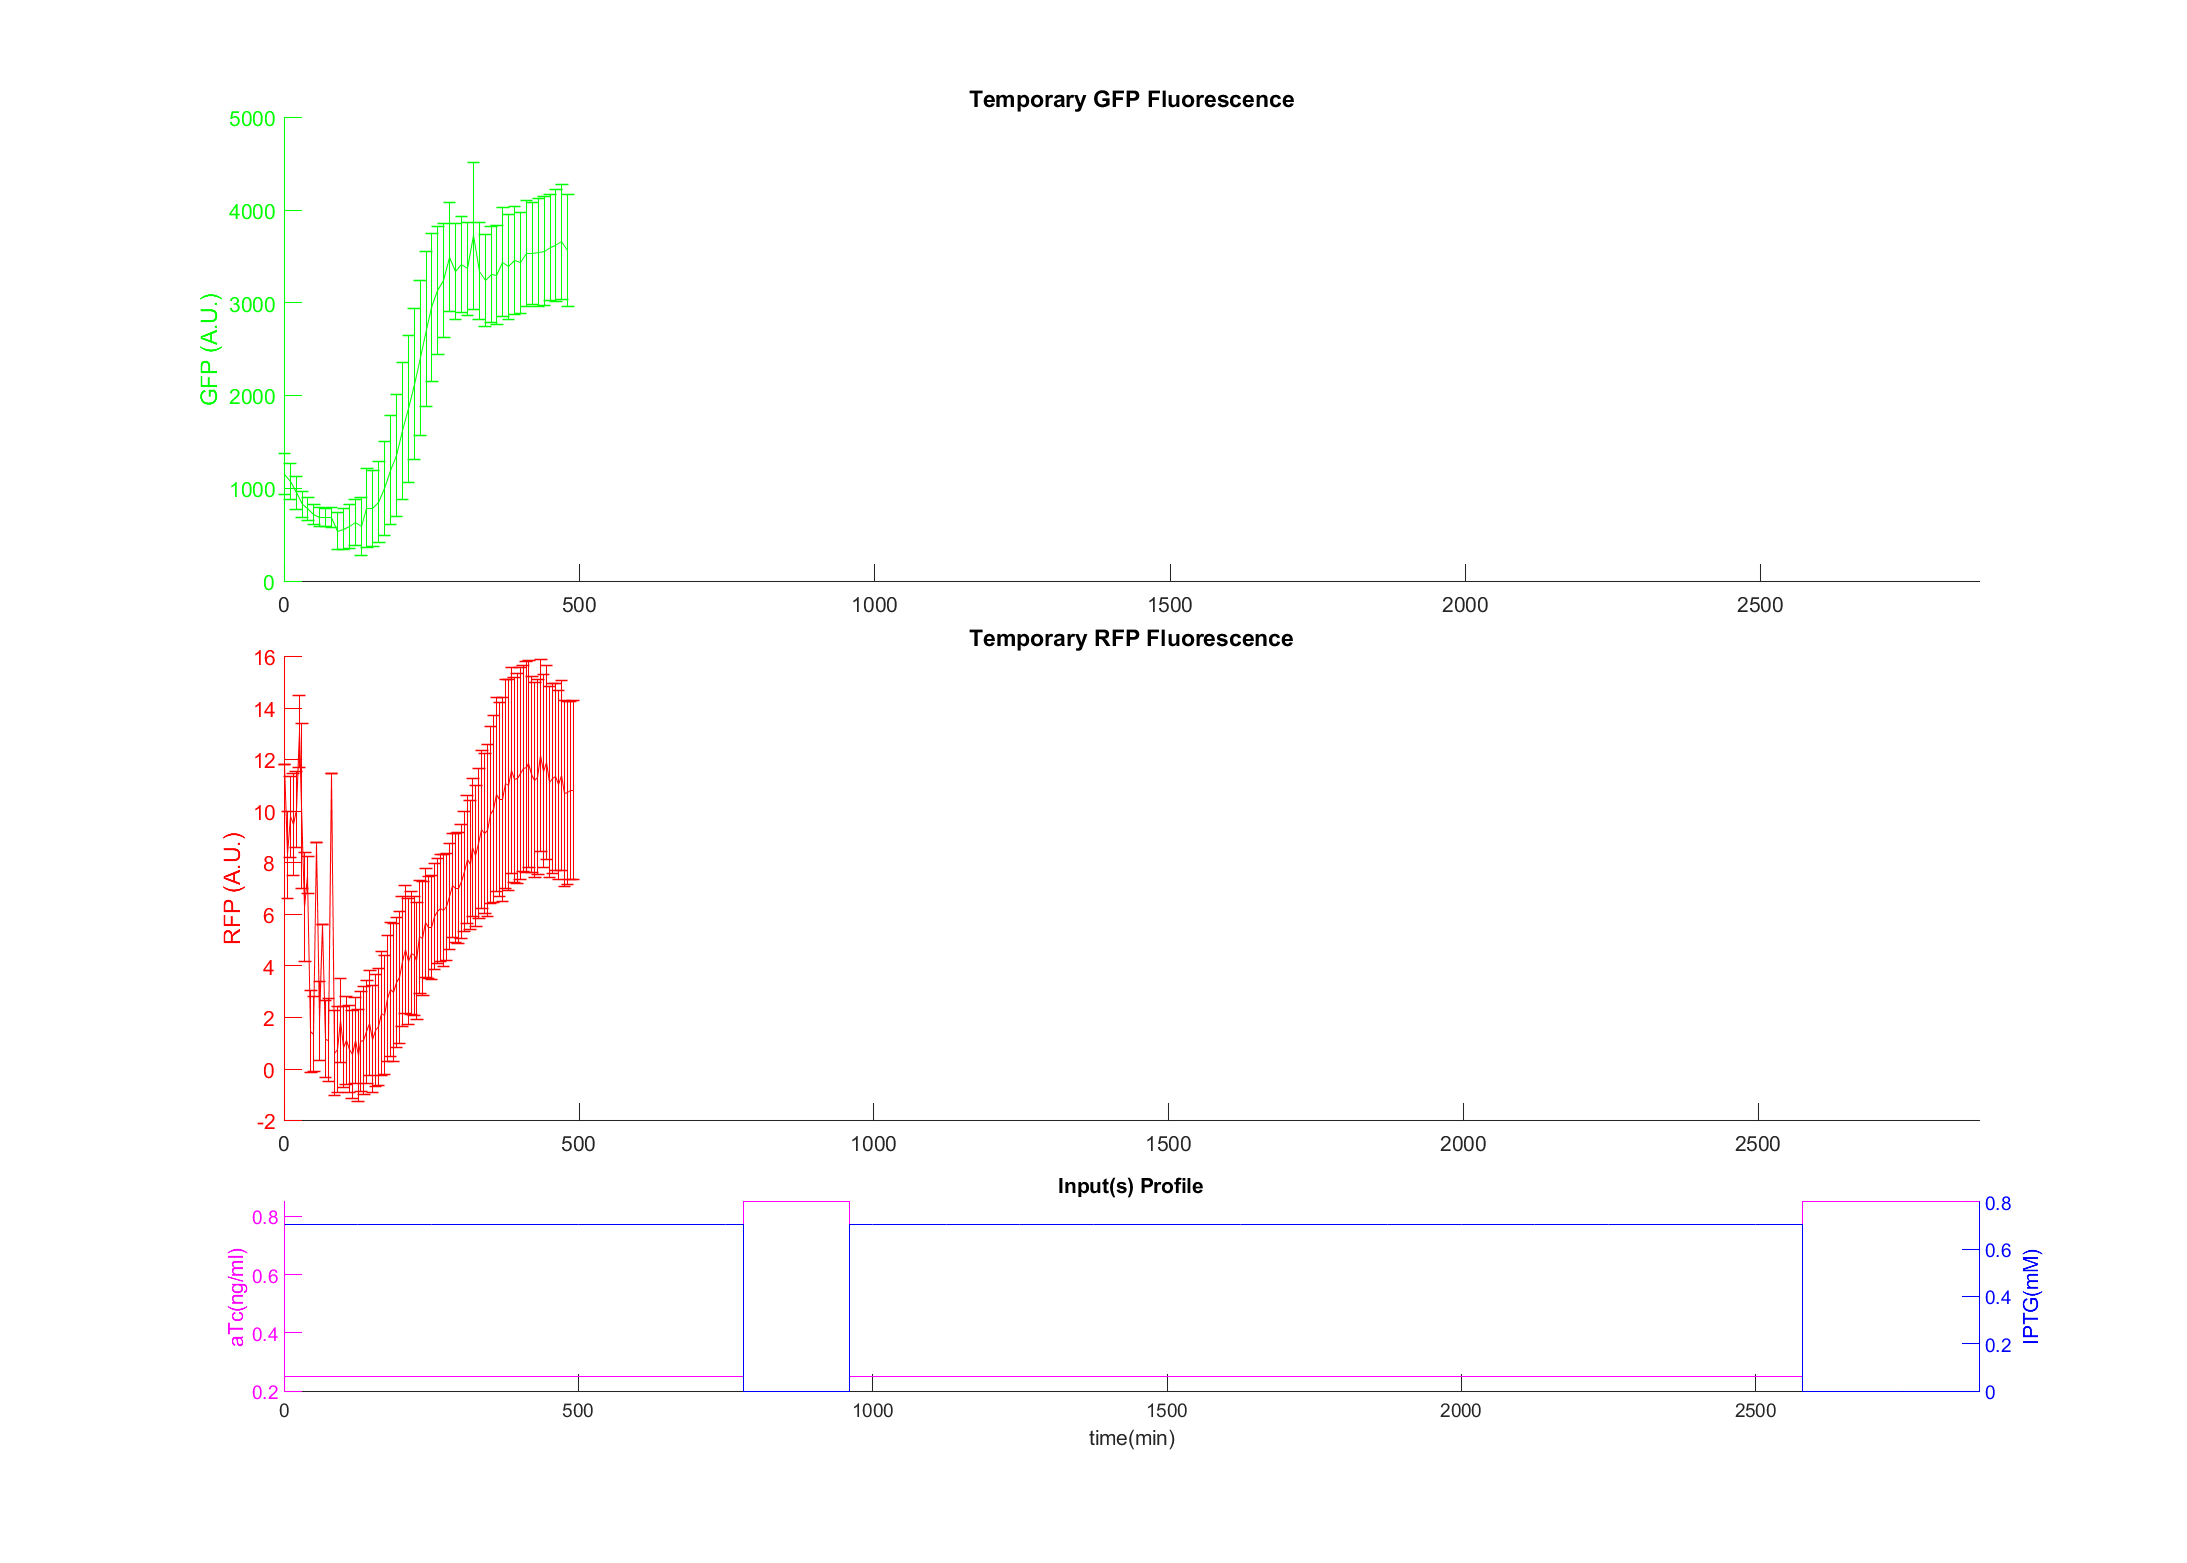 Temporary GFP Fluorescence
5000
4000
3000
2000
1000
0
GFP (A.U.)
0 500 1000 1500 2000 2500
Temporary RFP Fluorescence
16
14
12
10
8
6
4
2
0
-2
RFP (A.U.)
0 500 1000 1500 2000 2500
Input(s) Profile
0.8
0.6
0.4
0.2
aTc(ng/ml)
0.8
0.6
0.4
0.2
0
IPTG(mM)
0 500 1000 1500 2000 2500
time(min)